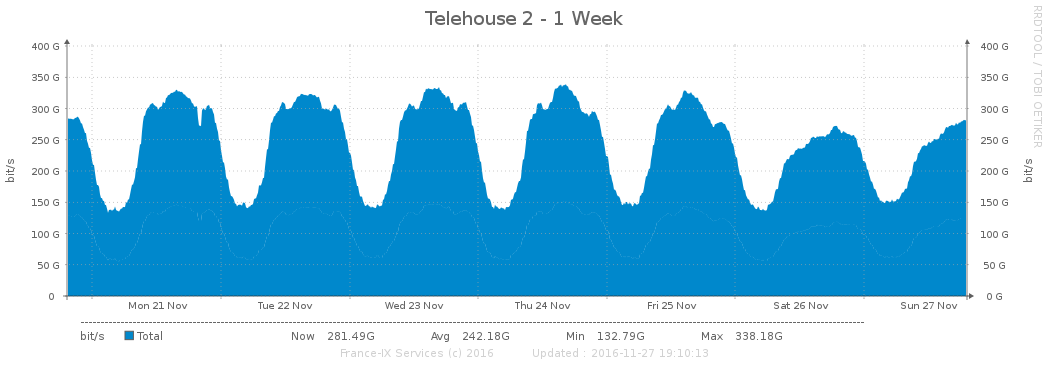 Telehouse 2 - 1 Week
RRDTOOL / TOBI OETIKER
400 G 400 G
350 G 350 G
300 G 300 G
250 G 250 G
200 G 200 G
150 G 150 G
100 G 100 G
50 G 50 G
0 0 G
bit/s bit/s
Mon 21 Nov Tue 22 Nov Wed 23 Nov Thu 24 Nov Fri 25 Nov Sat 26 Nov Sun 27 Nov
bit/s Total Now 281.49G Avg 242.18G Min 132.79G Max 338.18G
France-IX Services (c) 2016 Updated : 2016-11-27 19:10:13